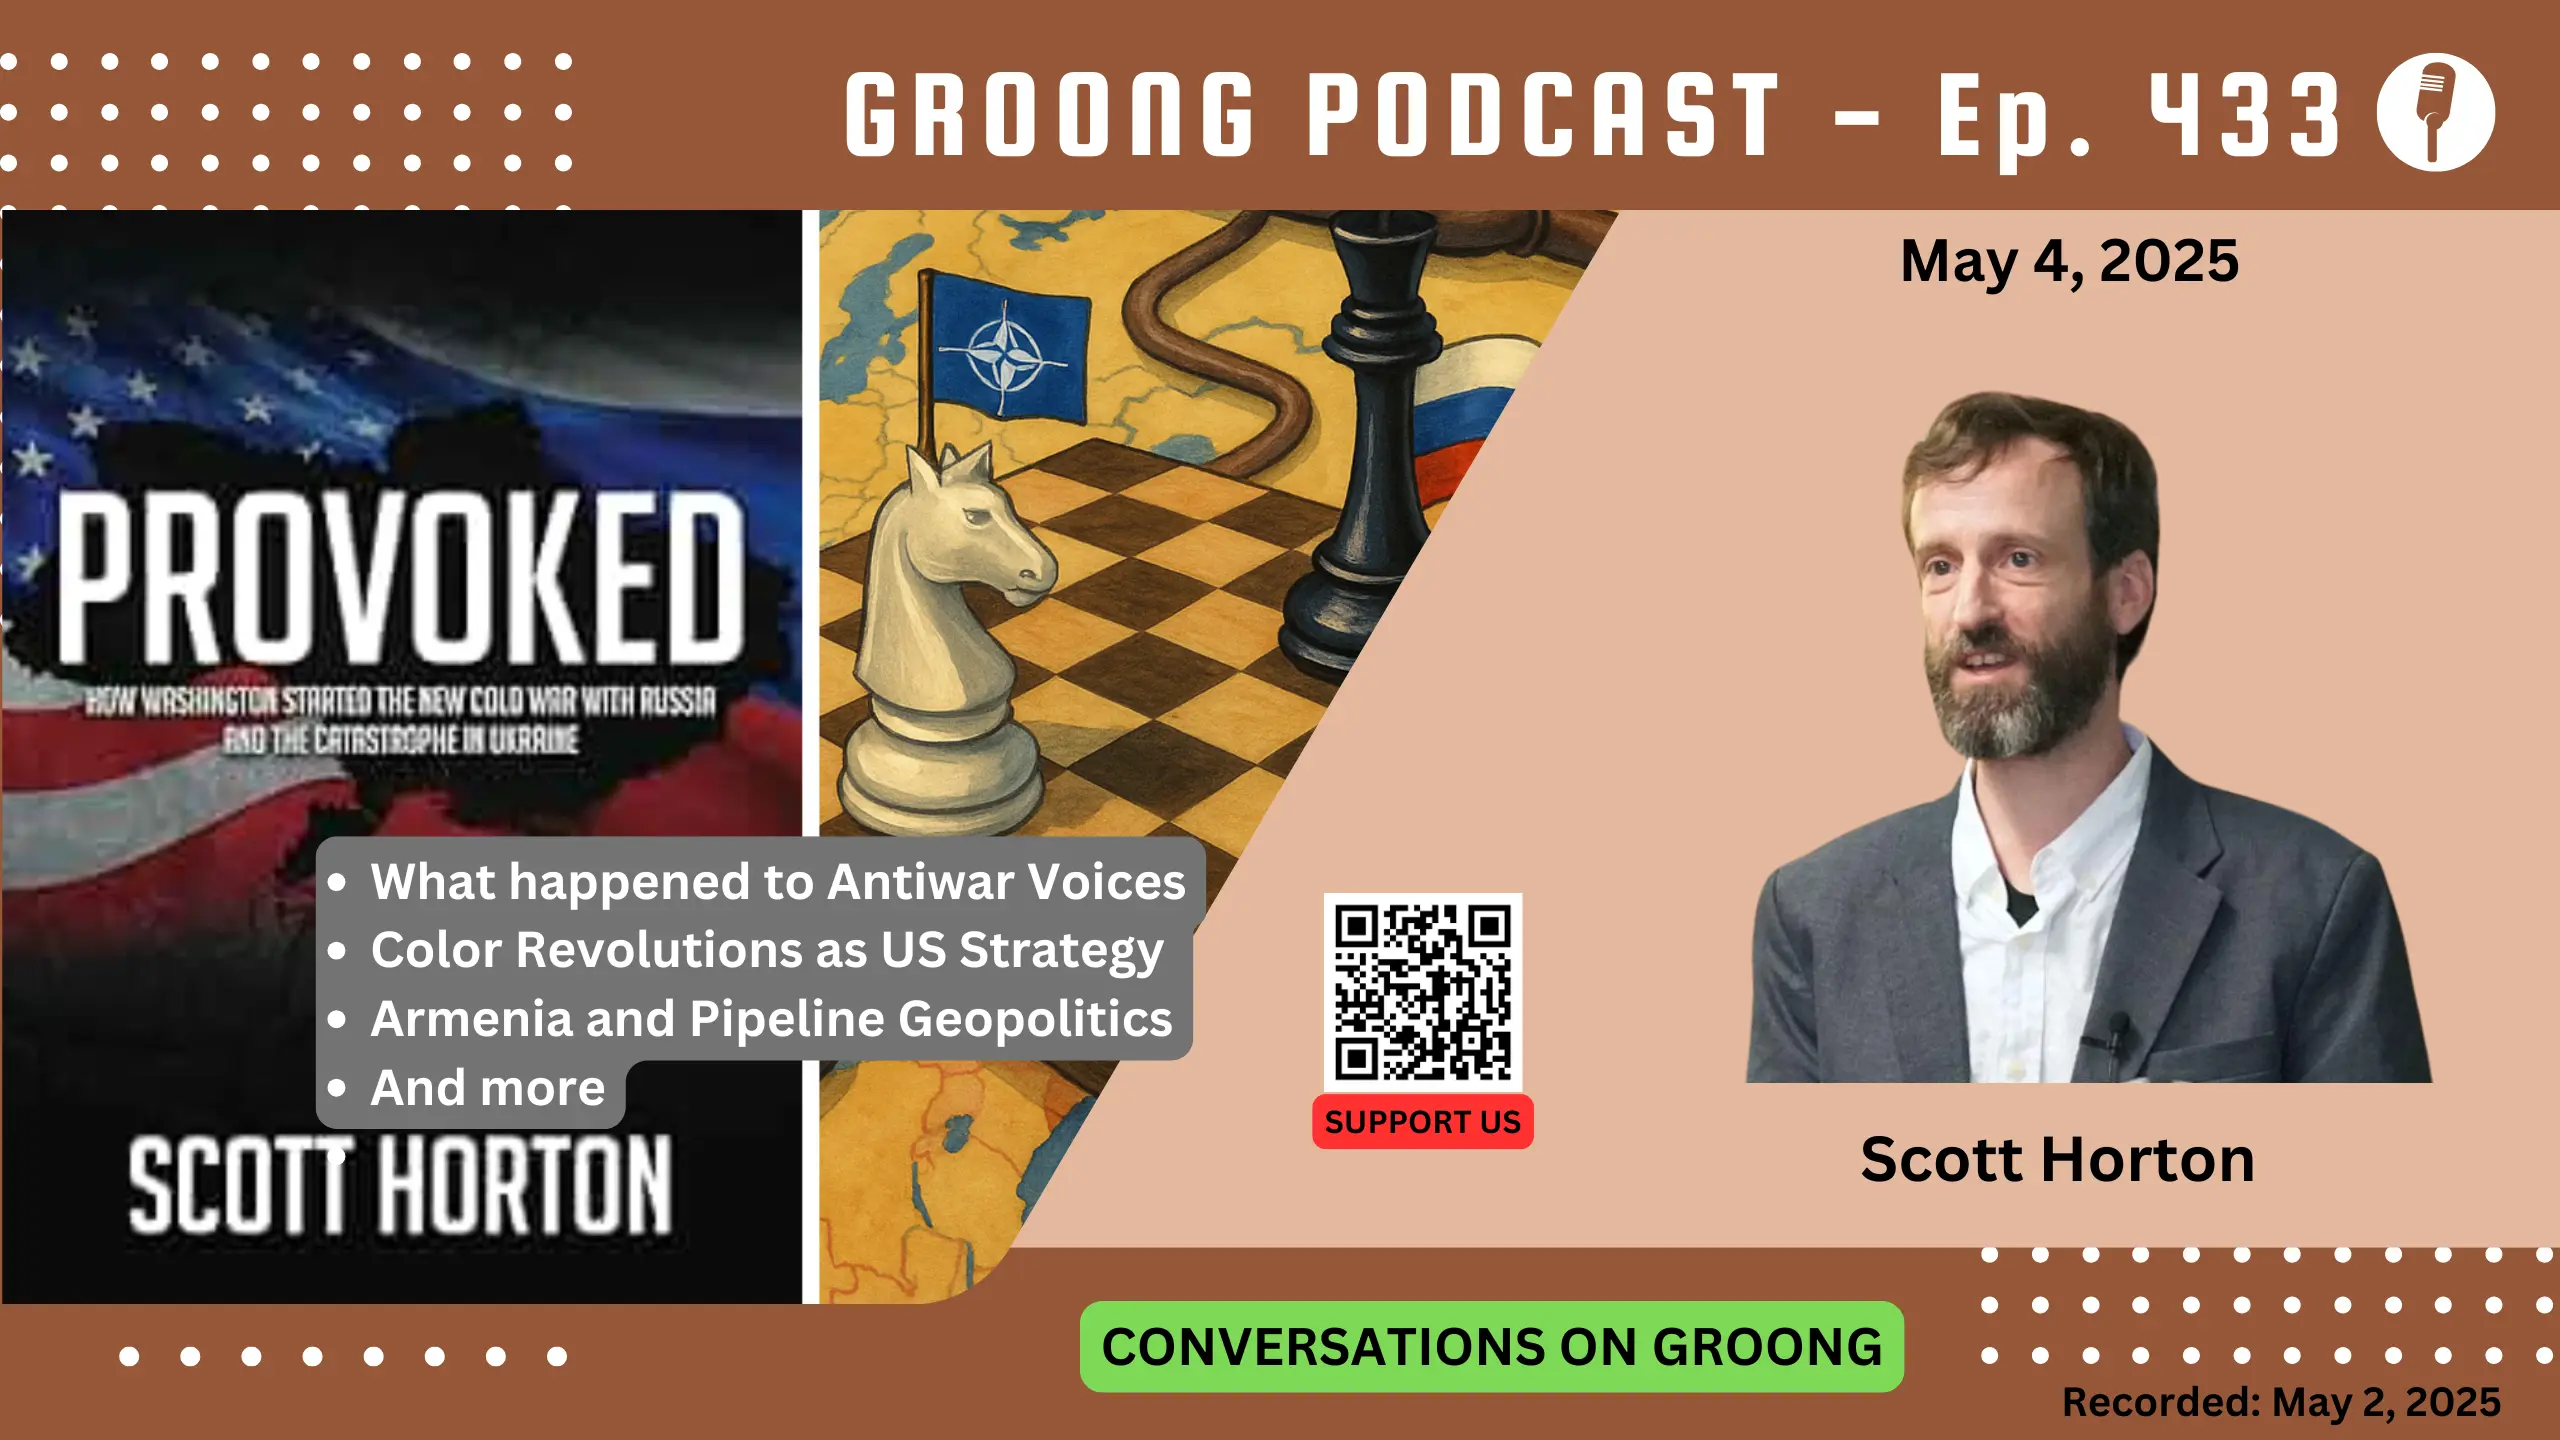 GROONG PODCAST - Ep. 433
May 4, 2025
PROVOKED
HOW WASHINGTON STARTED THE NEW COLD WAR WITH RUSSIA
AND THE CATASTROPHE IN UKRAINE
• What happened to Antiwar Voices
• Color Revolutions as US Strategy
• Armenia and Pipeline Geopolitics
• And more
SCOTT HORTON
SUPPORT US
Scott Horton
CONVERSATIONS ON GROONG
Recorded: May 2, 2025